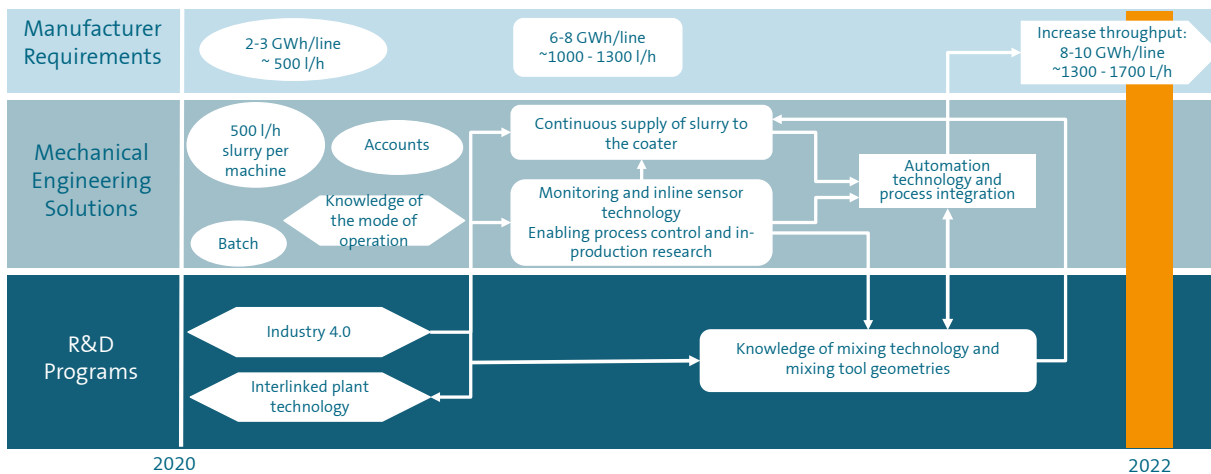 Manufacturer
Requirements
2-3 GWh/line
~ 500 l/h
6-8 GWh/line
~1000 - 1300 l/h
Increase throughput:
8-10 GWh/line
~1300 - 1700 L/h
Mechanical
Engineering
Solutions
500 l/h
slurry per
machine
Accounts
Knowledge of
the mode of
operation
Batch
Continuous supply of slurry to
the coater
Monitoring and inline sensor
technology
Enabling process control and in-
production research
Automation
technology and
process integration
R&D
Programs
Industry 4.0
Interlinked plant
technology
Knowledge of mixing technology and
mixing tool geometries
2020
2022